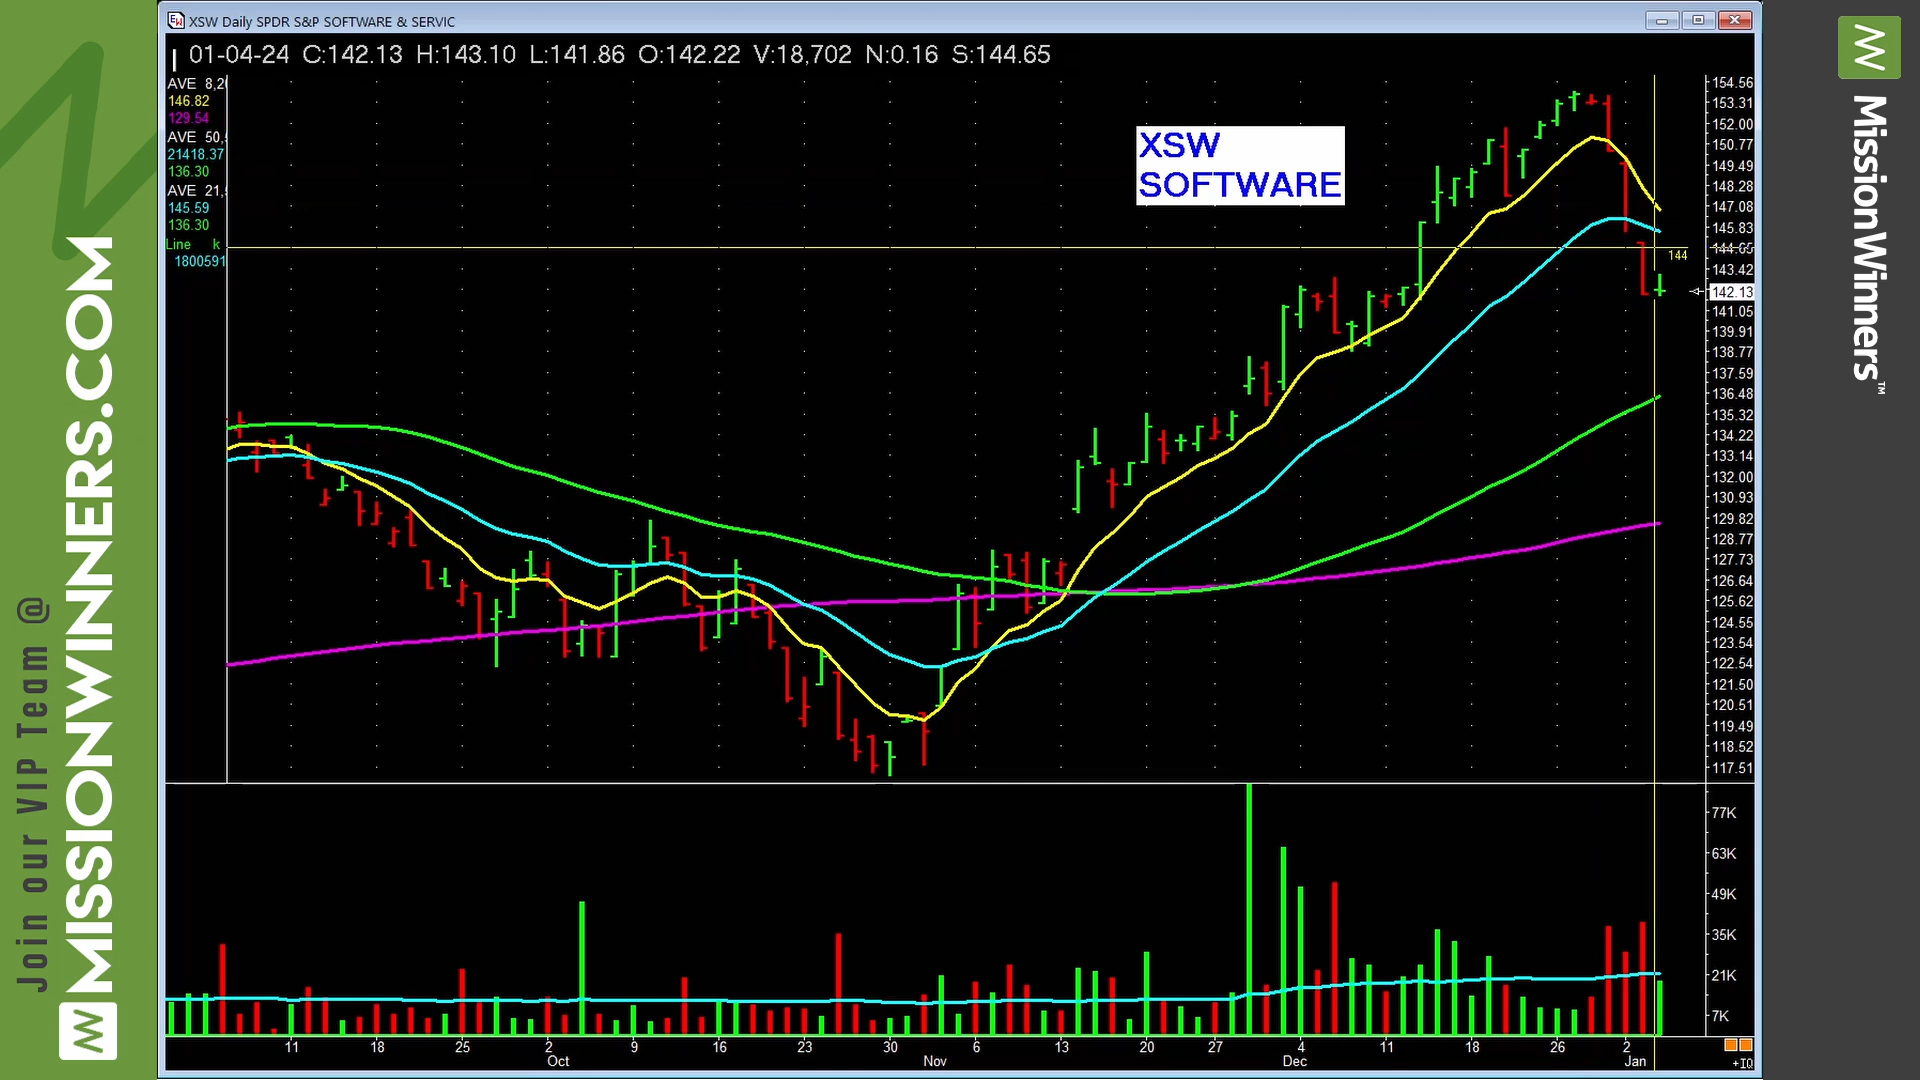 Join our VIP Team @
MISSIONWINNERS.COM
XSW Daily SPDR S&P SOFTWARE & SERVIC
01-04-24 C:142.13 H:143.10 L:141.86 O:142.22 V:18,702 N:0.16 S:144.65
AVE 8,2
146.82
129.54
AVE 50,
21418.37
136.30
AVE 21,
145.59
136.30
Line k
1800591
XSW
SOFTWARE
144
154.56
153.31
152.00
150.77
149.49
148.28
147.08
145.83
144.65
143.42
142.13
141.05
139.91
138.77
137.59
136.48
135.32
134.22
133.14
132.00
130.93
129.82
128.77
127.73
126.64
125.62
124.55
123.54
122.54
121.50
120.51
119.49
118.52
117.51
77K
63K
49K
35K
21K
7K
11 18 25 2 9 16 23 30 6 13 20 27 4 11 18 26 2
Oct Nov Dec Jan
+IQ
MissionWinners™